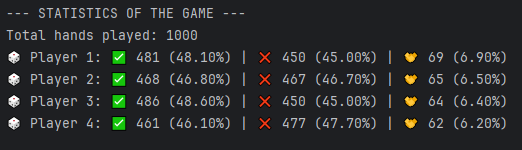 --- STATISTICS OF THE GAME ---
Total hands played: 1000
🎲 Player 1: ✅ 481 (48.10%) | ❌ 450 (45.00%) | 🤝 69 (6.90%)
🎲 Player 2: ✅ 468 (46.80%) | ❌ 467 (46.70%) | 🤝 65 (6.50%)
🎲 Player 3: ✅ 486 (48.60%) | ❌ 450 (45.00%) | 🤝 64 (6.40%)
🎲 Player 4: ✅ 461 (46.10%) | ❌ 477 (47.70%) | 🤝 62 (6.20%)